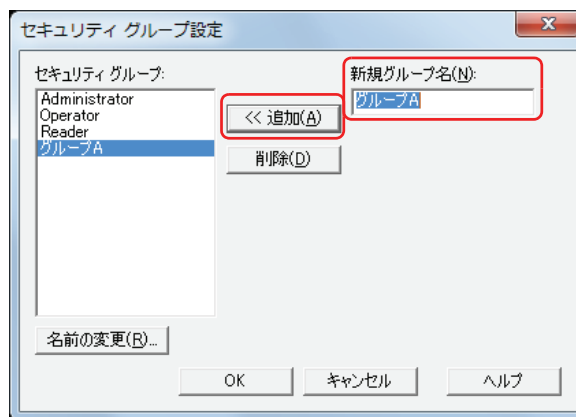 セキュリティ グループ設定
セキュリティ グループ:
Administrator
Operator
Reader
グループA
<< 追加(A)
削除(D)
新規グループ名(N):
グループA
名前の変更(R)...
OK
キャンセル
ヘルプ